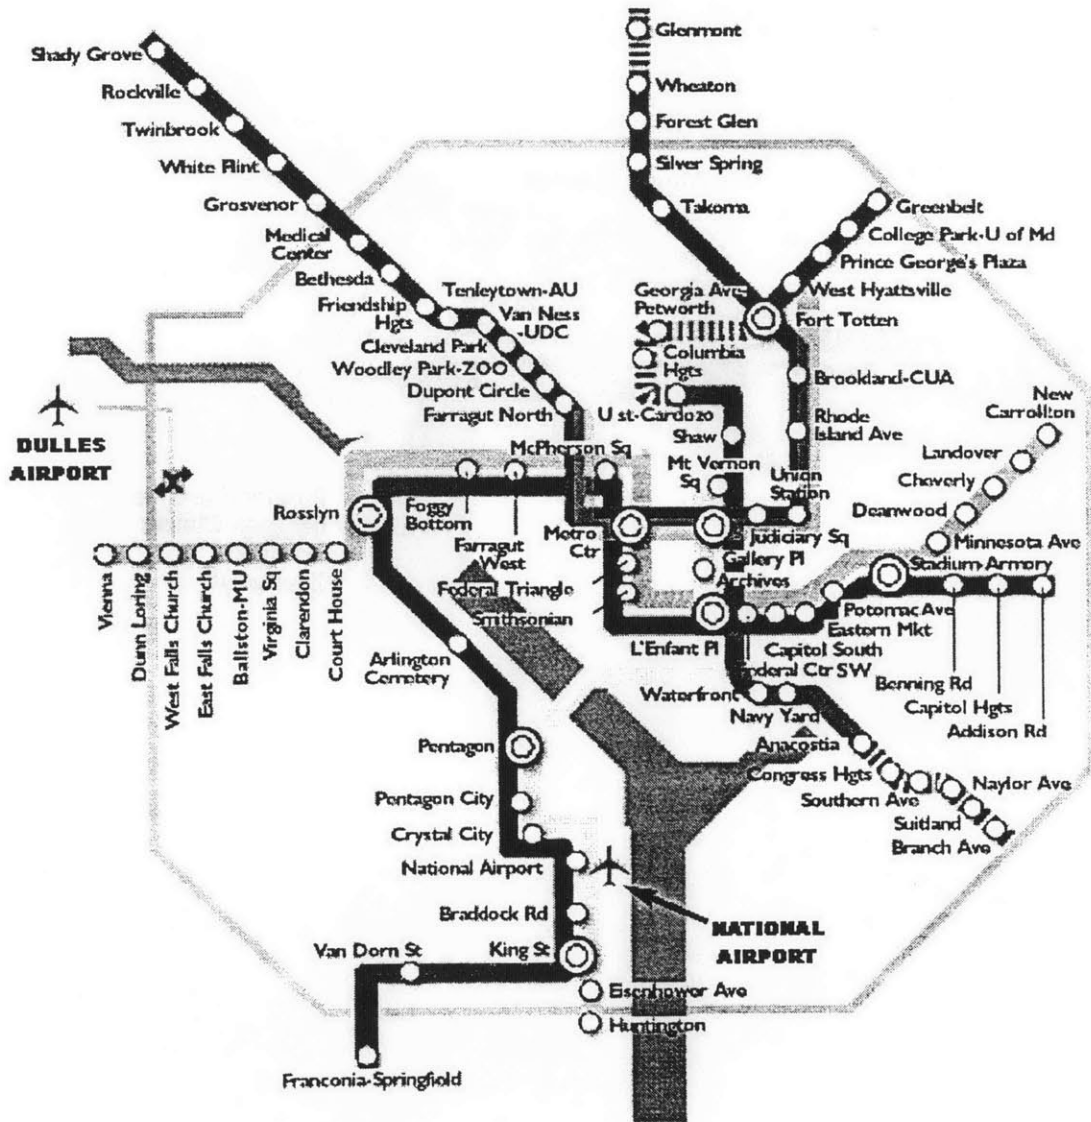 Glenmont
Shady Grove
Wheaton
Rockville
Forest Glen
Twinbrook
White Flint
Silver Spring
Grosvenor
Takoma
Greenbelt
College Park-U of Md
Medical
Center
Prince George's Plaza
Bethesda
West Hyattsville
Friendship
Hgts
Tenleytown-AU
Van Ness
-UDC
Georgia Ave
Petworth
Fort Totten
Cleveland Park
Woodley Park-ZOO
Columbia
Hgts
Brookland-CUA
Dupont Circle
Farragut North
U st-Cardozo
Rhode
Island Ave
New
Carrollton
DULLES
AIRPORT
McPherson Sq
Shaw
Landover
Mt Vernon
Sq
Union
Station
Cheverly
Rosslyn
Foggy
Bottom
Deanwood
Farragut
West
Metro
Ctr
Judiciary Sq
Minnesota Ave
Gallery Pl
Archives
Stadium-Armory
Federal Triangle
Smithsonian
Potomac Ave
Eastern Mkt
Capitol South
Federal Ctr SW
L'Enfant Pl
Vienna
Dunn Loring
West Falls Church
East Falls Church
Ballston-MU
Virginia Sq
Clarendon
Court House
Arlington
Cemetery
Waterfront
Navy Yard
Benning Rd
Capitol Hgts
Addison Rd
Pentagon
Anacostia
Congress Hgts
Southern Ave
Naylor Ave
Suitland
Branch Ave
Pentagon City
Crystal City
National Airport
Braddock Rd
NATIONAL
AIRPORT
Van Dorn St
King St
Eisenhower Ave
Huntington
Franconia-Springfield